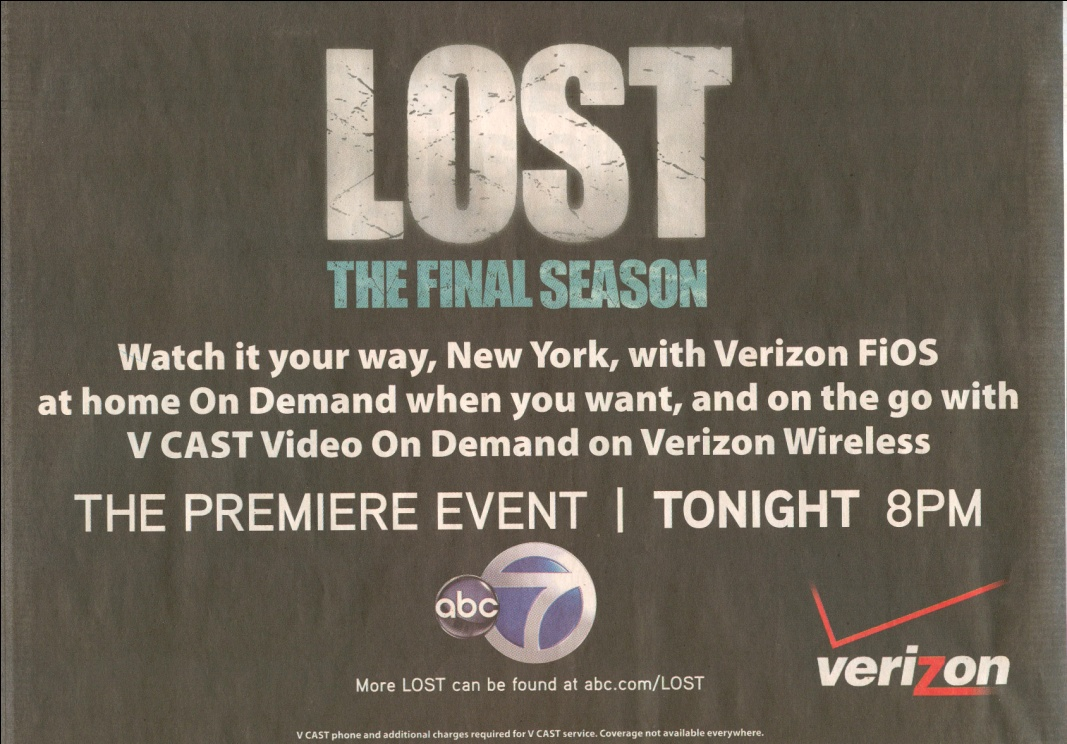 LOST
THE FINAL SEASON
Watch it your way, New York, with Verizon FiOS
at home On Demand when you want, and on the go with
V CAST Video On Demand on Verizon Wireless
THE PREMIERE EVENT | TONIGHT 8PM
abc 7
verizon
More LOST can be found at abc.com/LOST
V CAST phone and additional charges required for V CAST service. Coverage not available everywhere.